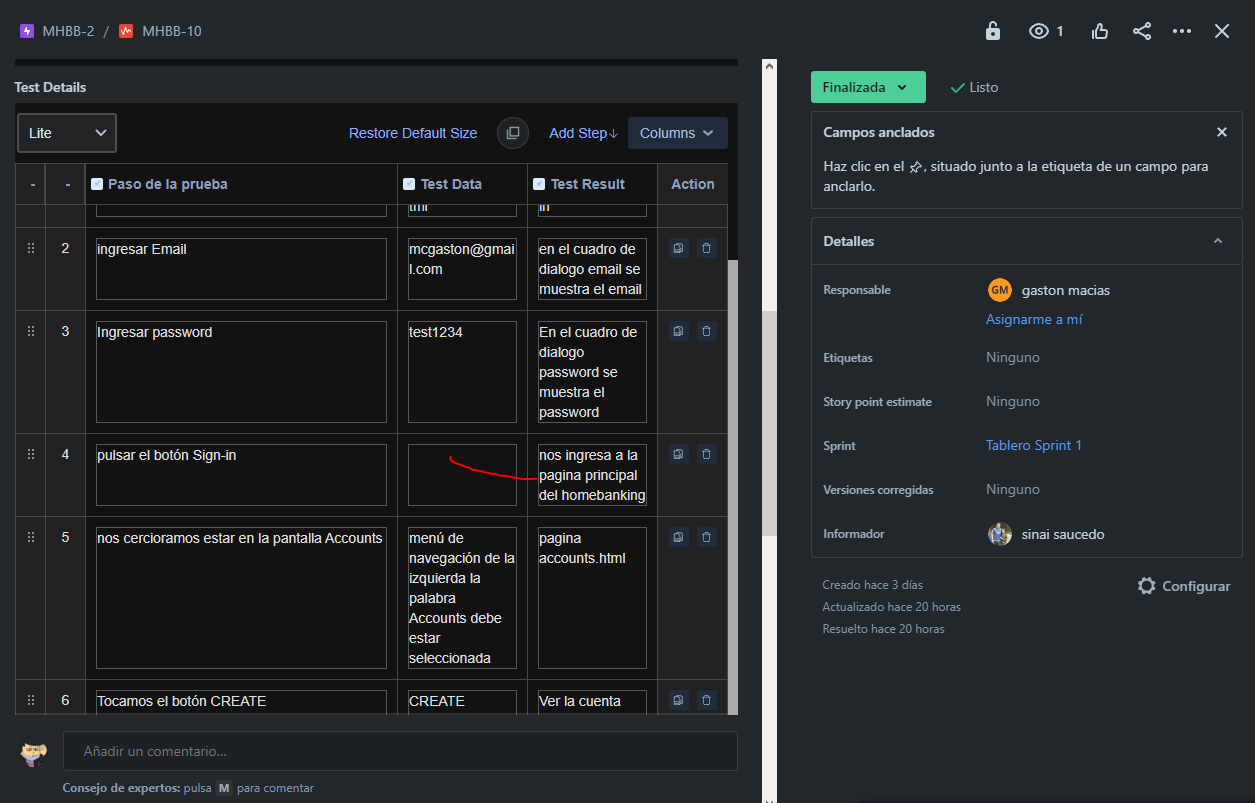 MHBB-2 / MHBB-10
1
Test Details
Finalizada
Listo
Lite
Restore Default Size
Add Step↓
Columns
Campos anclados
Haz clic en el , situado junto a la etiqueta de un campo para
anclarlo.
- - Paso de la prueba Test Data Test Result Action
2 ingresar Email
mcgaston@gmai
l.com
en el cuadro de
dialogo email se
muestra el email
3 Ingresar password
test1234
En el cuadro de
dialogo
password se
muestra el
password
4 pulsar el botón Sign-in
nos ingresa a la
pagina principal
del homebanking
5 nos cercioramos estar en la pantalla Accounts
menú de
navegación de la
izquierda la
palabra
Accounts debe
estar
seleccionada
pagina
accounts.html
6 Tocamos el botón CREATE
CREATE
Ver la cuenta
Detalles
Responsable
GM gaston macias
Asignarme a mí
Etiquetas Ninguno
Story point estimate Ninguno
Sprint Tablero Sprint 1
Versiones corregidas Ninguno
Informador sinai saucedo
Creado hace 3 días
Actualizado hace 20 horas
Resuelto hace 20 horas
Configurar
Añadir un comentario...
Consejo de expertos: pulsa M para comentar